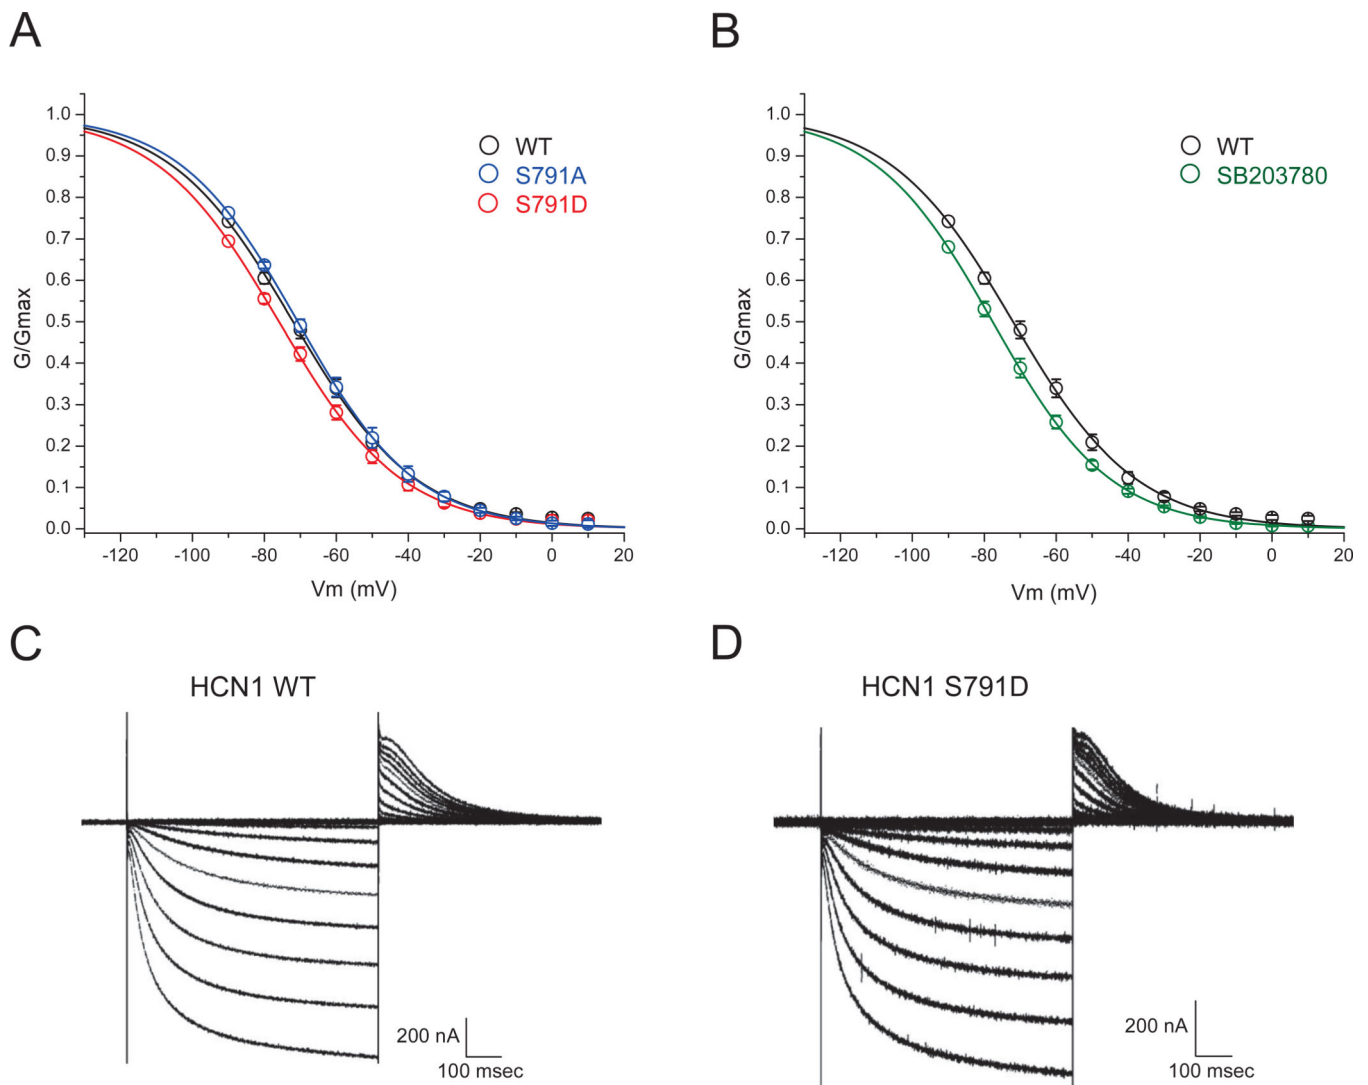 A
B
1.0
0.9
0.8
0.7
0.6
0.5
0.4
0.3
0.2
0.1
0.0
G/Gmax
WT
S791A
S791D
-120
-100
-80
-60
-40
-20
0
20
Vm (mV)
1.0
0.9
0.8
0.7
0.6
0.5
0.4
0.3
0.2
0.1
0.0
G/Gmax
WT
SB203780
-120
-100
-80
-60
-40
-20
0
20
Vm (mV)
C
D
HCN1 WT
200 nA
100 msec
HCN1 S791D
200 nA
100 msec